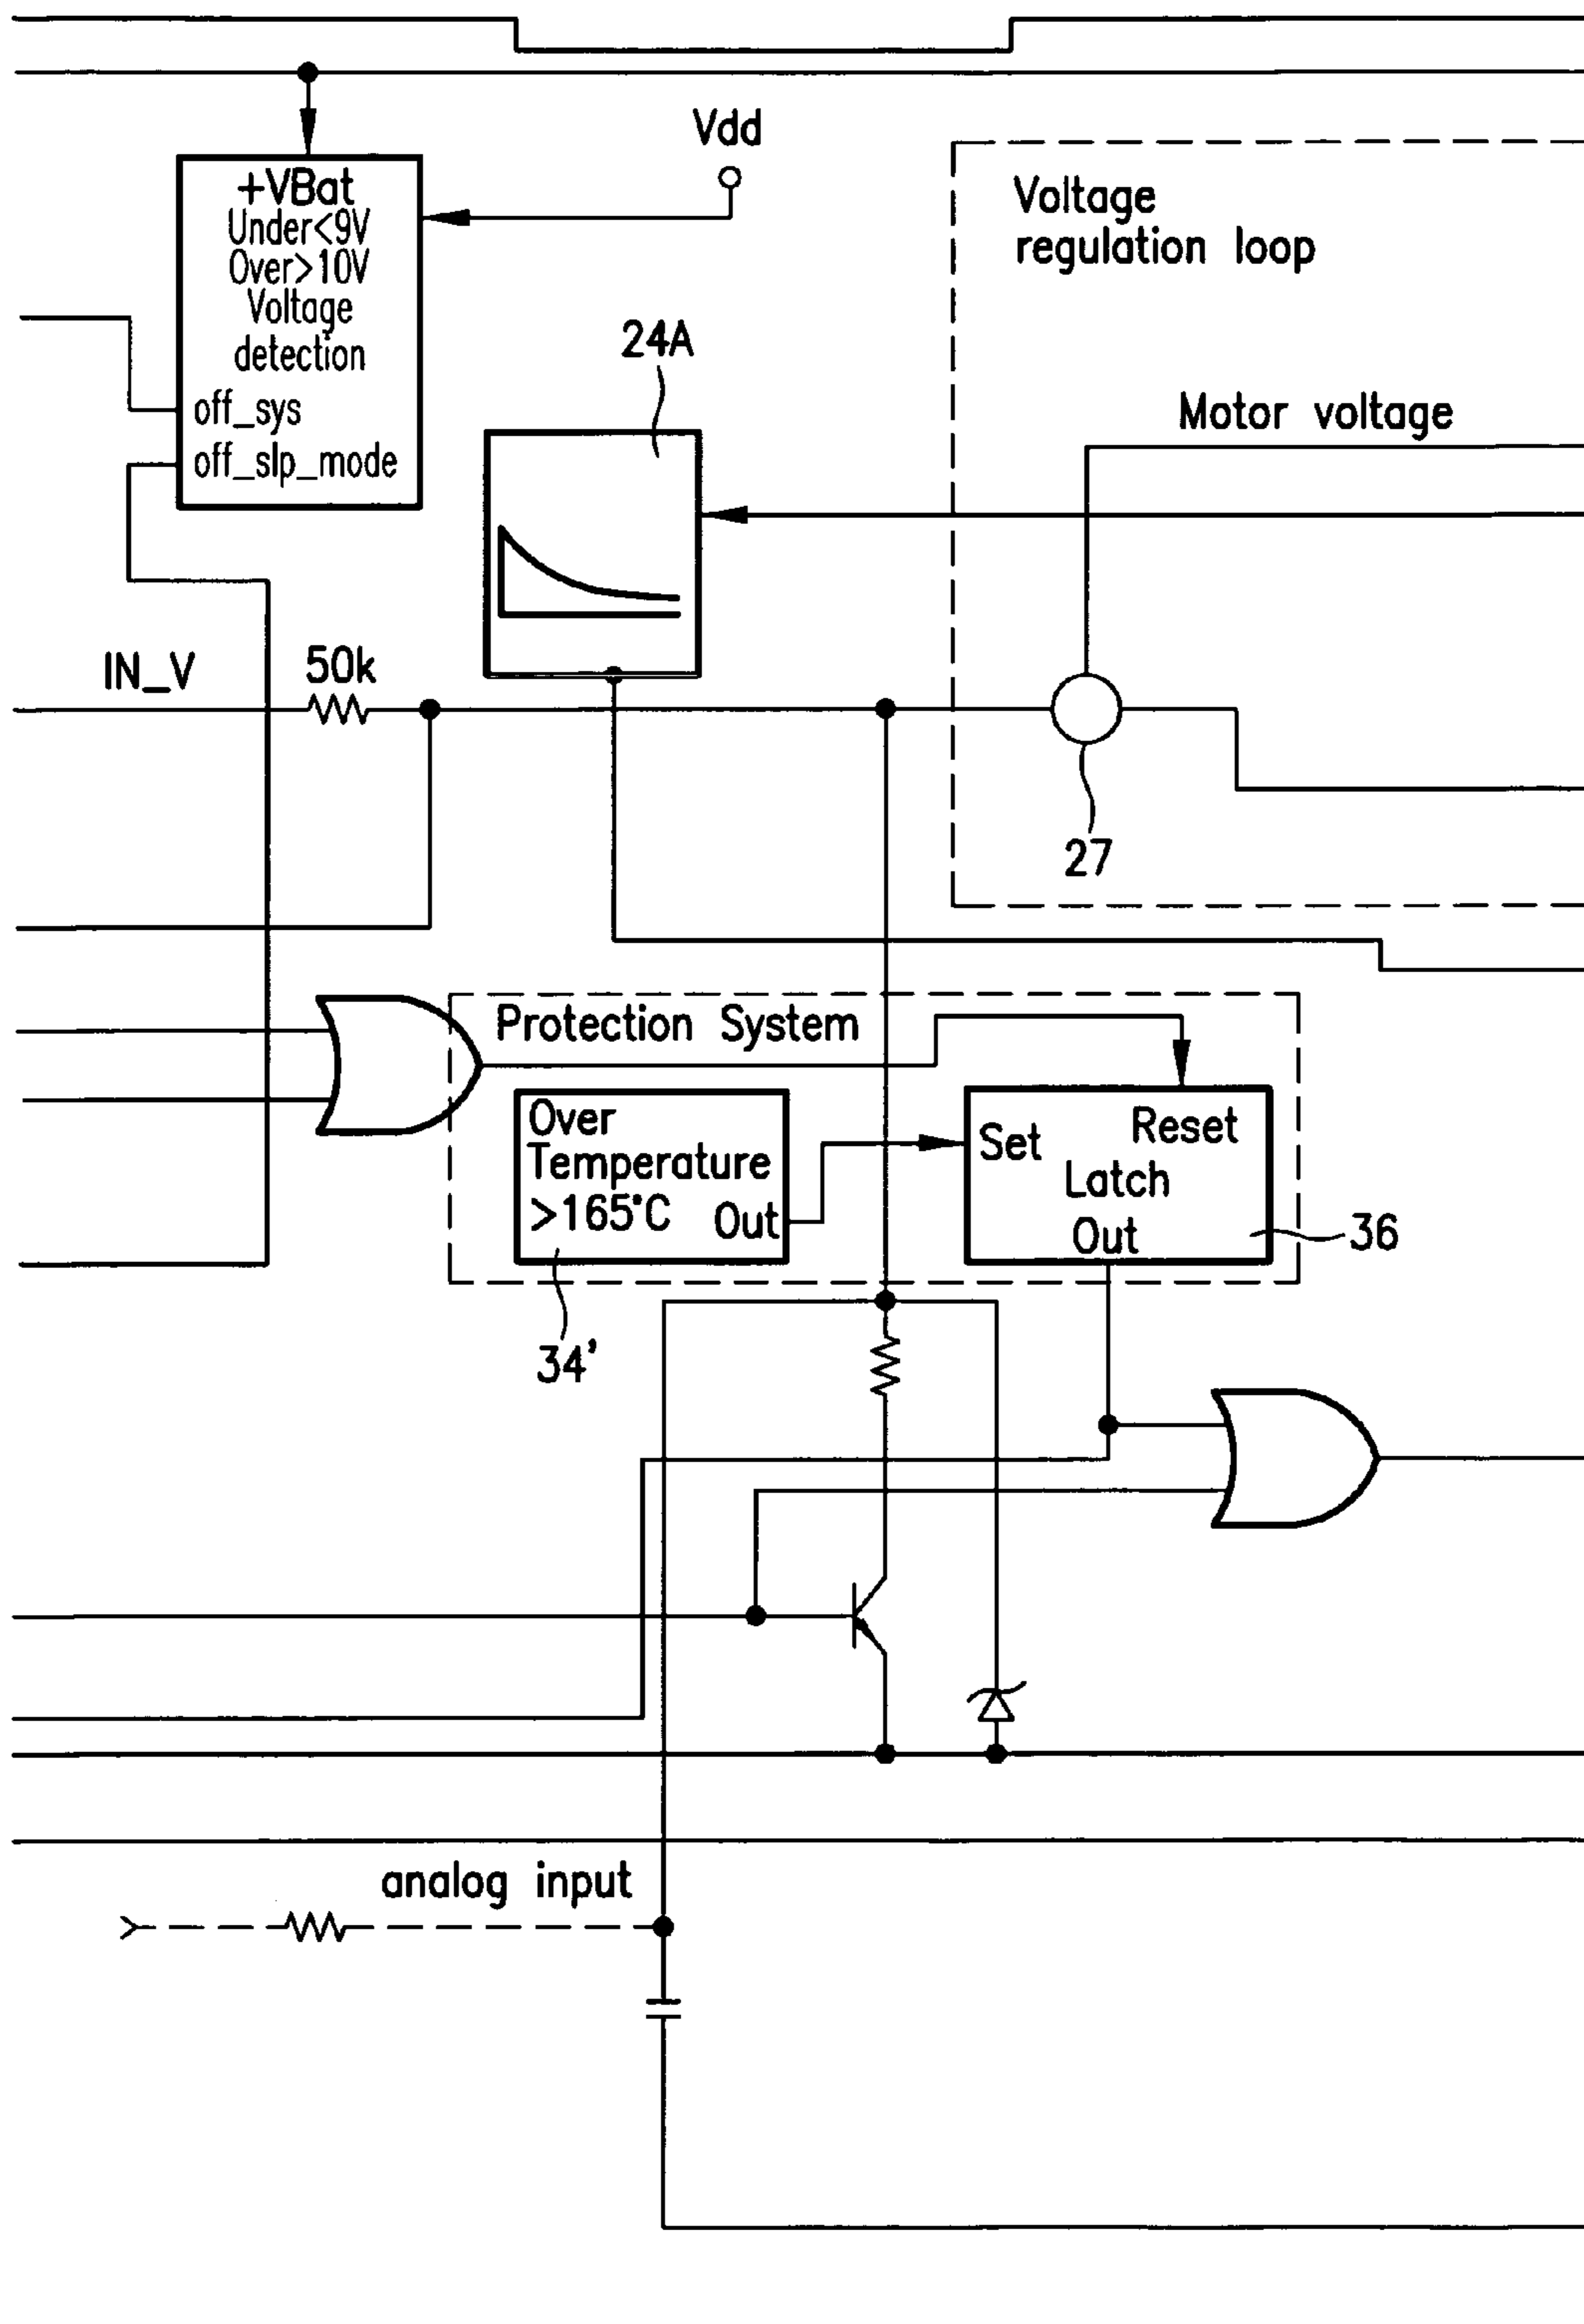 Vdd
+VBat
Under<9V
Over>10V
Voltage
detection
off_sys
off_slp_mode
Voltage
regulation loop
24A
Motor voltage
IN_V
50k
27
Protection System
Over
Temperature
>165°C
Out
Set
Reset
Latch
Out
36
34'
analog input